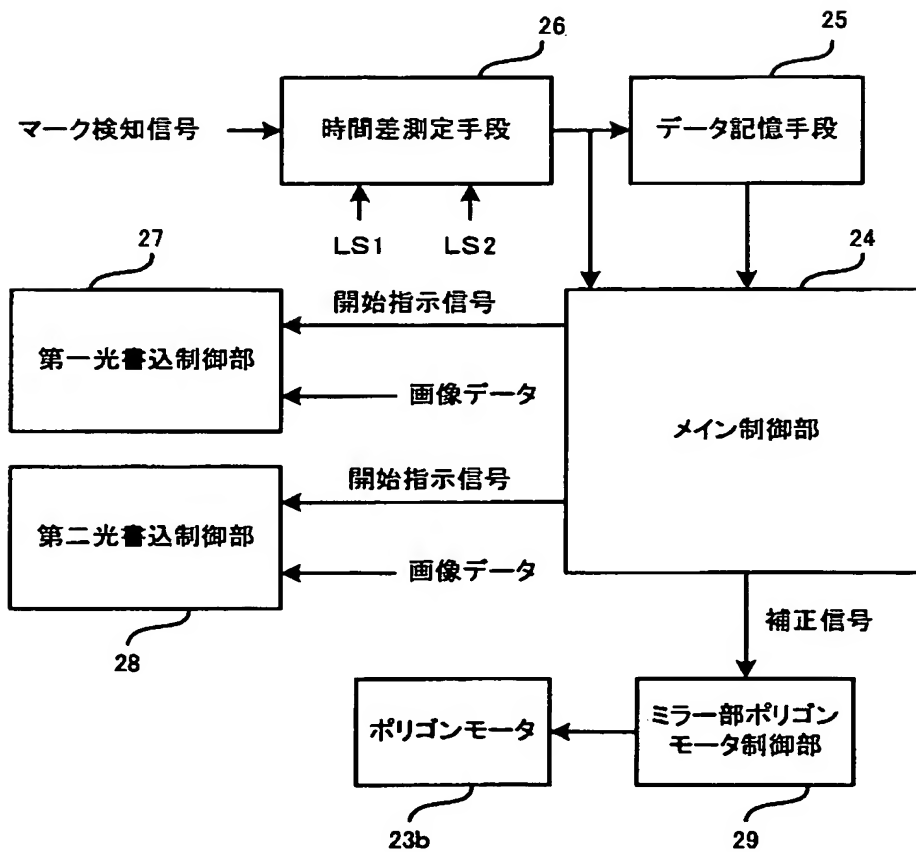 26
25
マーク検知信号
時間差測定手段
データ記憶手段
LS1
LS2
27
24
開始指示信号
第一光書込制御部
画像データ
メイン制御部
開始指示信号
第二光書込制御部
画像データ
28
補正信号
ポリゴンモータ
ミラー部ポリゴン
モータ制御部
23b
29